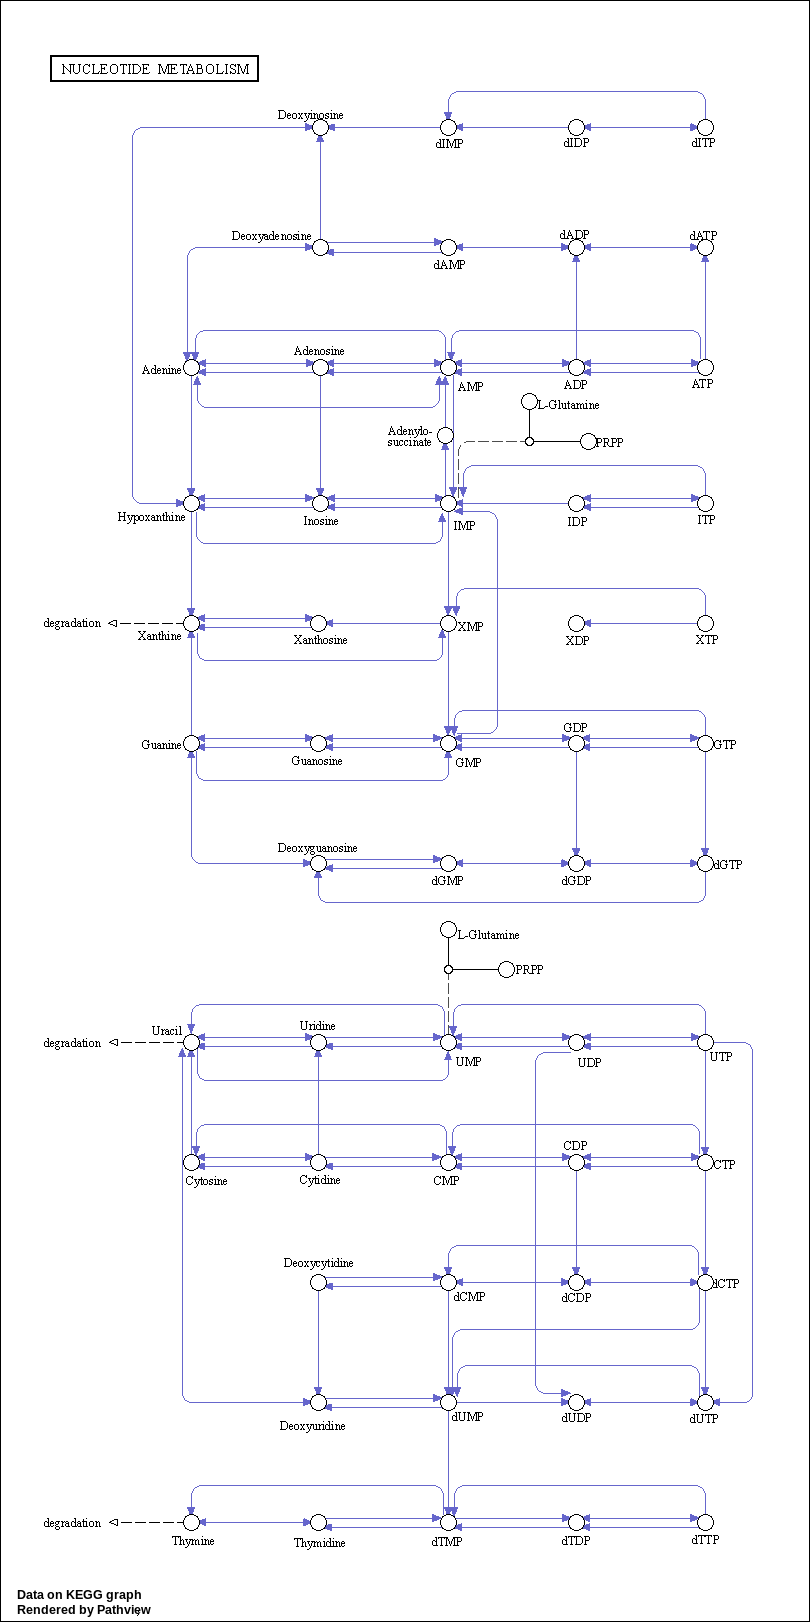 NUCLEOTIDE METABOLISM
Deoxyinosine
dIMP
dIDP
dITP
Deoxyadenosine
dADP
dATP
dAMP
Adenosine
Adenine
AMP
ADP
ATP
L-Glutamine
Adenylo-
succinate
PRPP
Hypoxanthine
Inosine
IMP
IDP
ITP
degradation
Xanthine
Xanthosine
XMP
XDP
XTP
GDP
Guanine
Guanosine
GMP
GTP
Deoxyguanosine
dGMP
dGDP
dGTP
L-Glutamine
PRPP
Uracil
Uridine
degradation
UMP
UDP
UTP
CDP
Cytosine
Cytidine
CMP
CTP
Deoxycytidine
dCMP
dCDP
dCTP
Deoxyuridine
dUMP
dUDP
dUTP
degradation
Thymine
Thymidine
dTMP
dTDP
dTTP
Data on KEGG graph
Rendered by Pathview